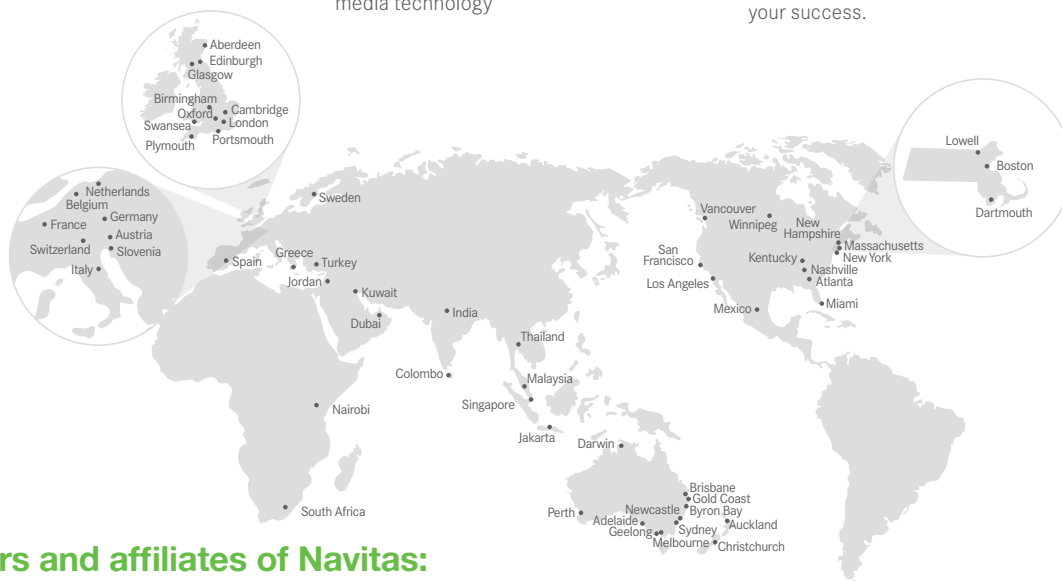 media technology
your success.
Aberdeen
Edinburgh
Glasgow
Birmingham
Oxford
Cambridge
London
Swansea
Plymouth
Portsmouth
Lowell
Boston
Dartmouth
Netherlands
Belgium
France
Germany
Austria
Switzerland
Slovenia
Italy
Sweden
Spain
Greece
Turkey
Jordan
Kuwait
Dubai
India
Colombo
Thailand
Malaysia
Singapore
Jakarta
Nairobi
South Africa
Darwin
Perth
Adelaide
Geelong
Melbourne
Newcastle
Sydney
Brisbane
Gold Coast
Byron Bay
Auckland
Christchurch
Vancouver
Winnipeg
New
Hampshire
Massachusetts
New York
San
Francisco
Los Angeles
Kentucky
Nashville
Atlanta
Miami
Mexico
rs and affiliates of Navitas: